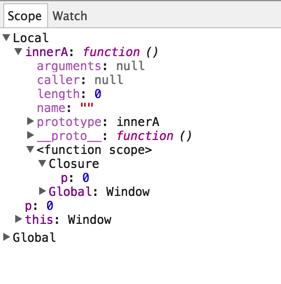 Scope Watch
Local
innerA: function ()
arguments: null
caller: null
length: 0
name: ""
prototype: innerA
__proto__: function ()
<function scope>
Closure
p: 0
Global: Window
p: 0
this: Window
Global